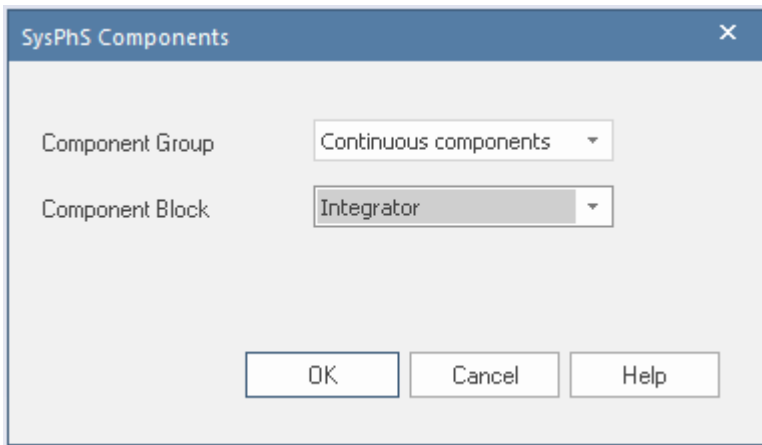 SysPhS Components
Component Group Continuous components
Component Block Integrator
OK Cancel Help